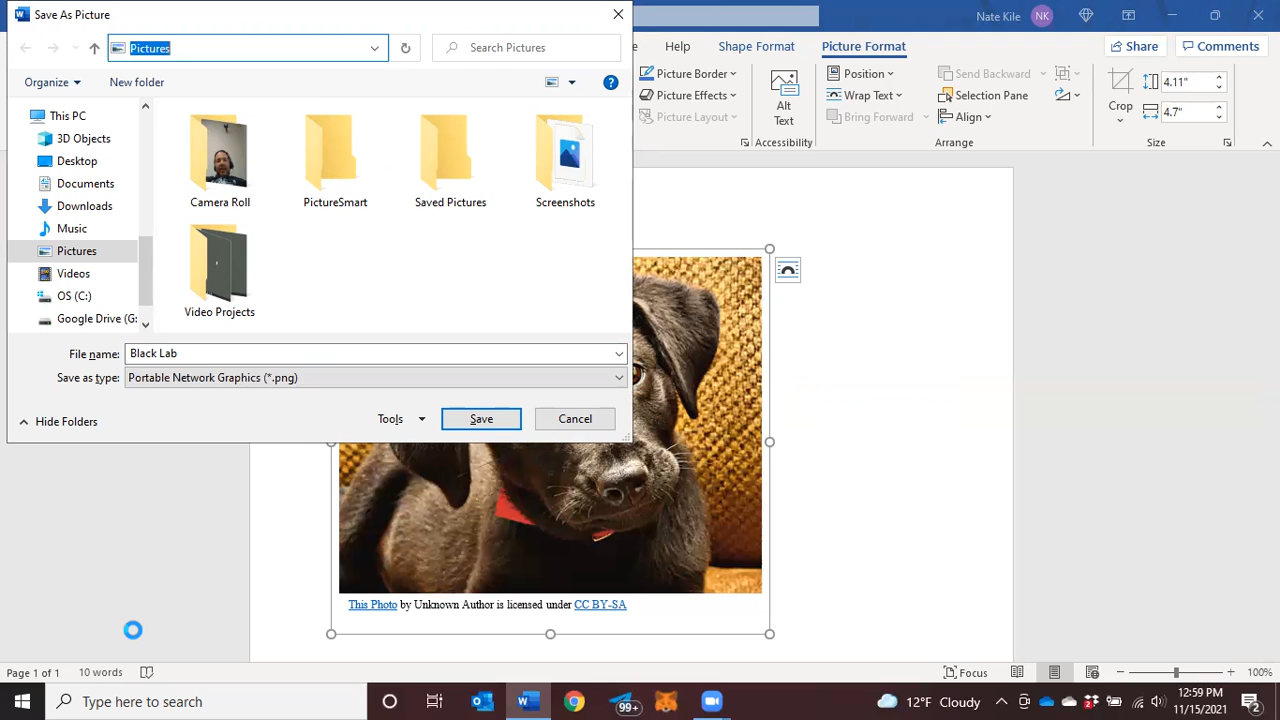 Save As Picture
Nate Kile NK
Pictures
Search Pictures
Help Shape Format Picture Format Share Comments
Organize New folder
Picture Border
Picture Effects
Picture Layout
Alt
Text
Position
Wrap Text
Bring Forward
Send Backward
Selection Pane
Align
Crop
4.11"
4.7"
Accessibility Arrange Size
This PC
3D Objects
Desktop
Documents
Downloads
Music
Pictures
Videos
OS (C:)
Google Drive (G:
Camera Roll PictureSmart Saved Pictures Screenshots
Video Projects
File name: Black Lab
Save as type: Portable Network Graphics (*.png)
Hide Folders Tools Save Cancel
This Photo by Unknown Author is licensed under CC BY-SA
Page 1 of 1 10 words Focus 100%
Type here to search
99+
12°F Cloudy
12:59 PM
11/15/2021
2